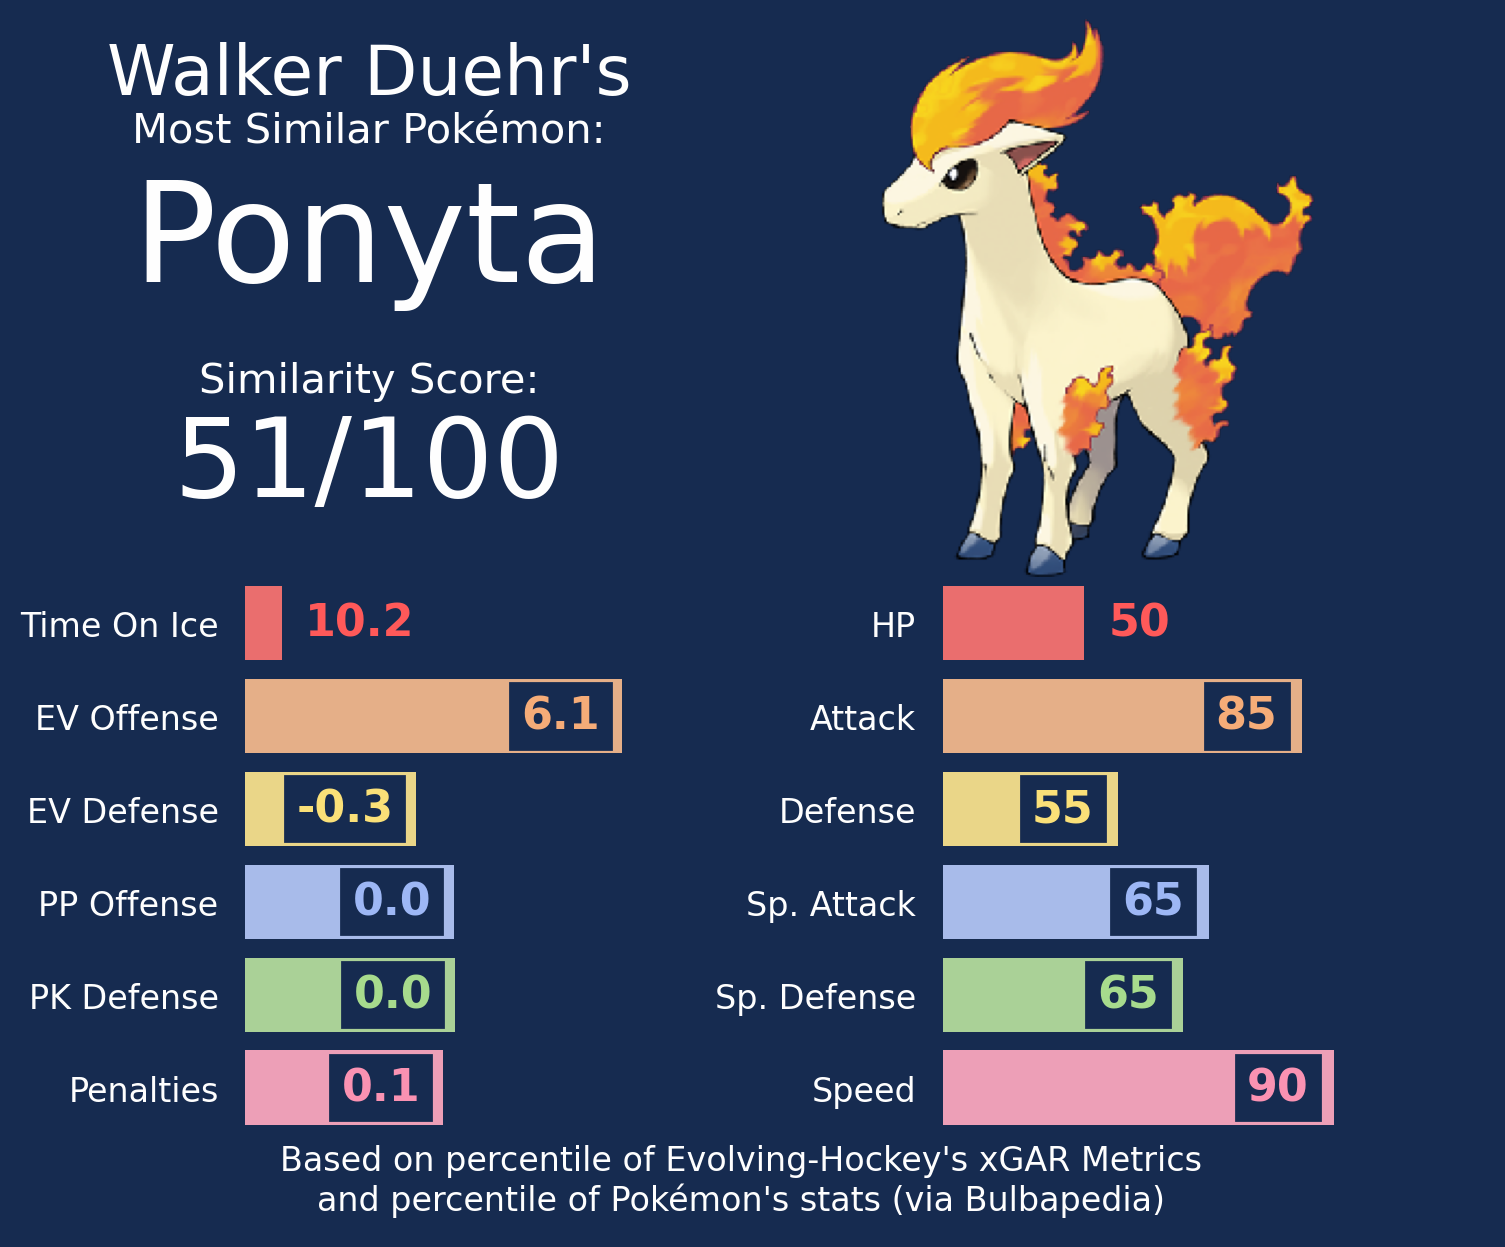 Walker Duehr's
Most Similar Pokémon:
Ponyta
Similarity Score:
51/100
Time On Ice 10.2
EV Offense 6.1
EV Defense -0.3
PP Offense 0.0
PK Defense 0.0
Penalties 0.1
HP 50
Attack 85
Defense 55
Sp. Attack 65
Sp. Defense 65
Speed 90
Based on percentile of Evolving-Hockey's xGAR Metrics
and percentile of Pokémon's stats (via Bulbapedia)